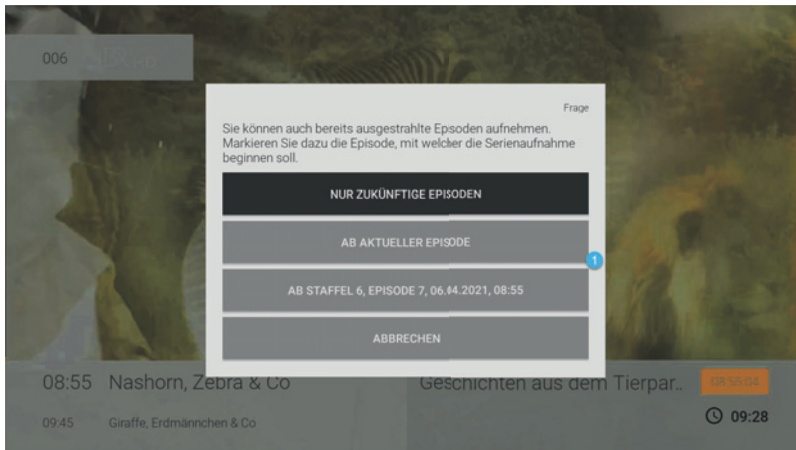 006 BR HD
Frage
Sie können auch bereits ausgestrahlte Epsoden aufnehmen.
Markieren Sie dazu die Episode, mit welcher die Serienaufnahme
beginnen soll.
NUR ZUKÜNFTIGE EPISODEN
AB AKTUELLER EPISODE
1
AB STAFFEL 6, EPISODE 7, 06.04.2021, 08:55
ABBRECHEN
08:55 Nashorn, Zebra & Co Geschichten aus dem Tierpar..
09:45 Giraffe, Erdmännchen & Co 09:28